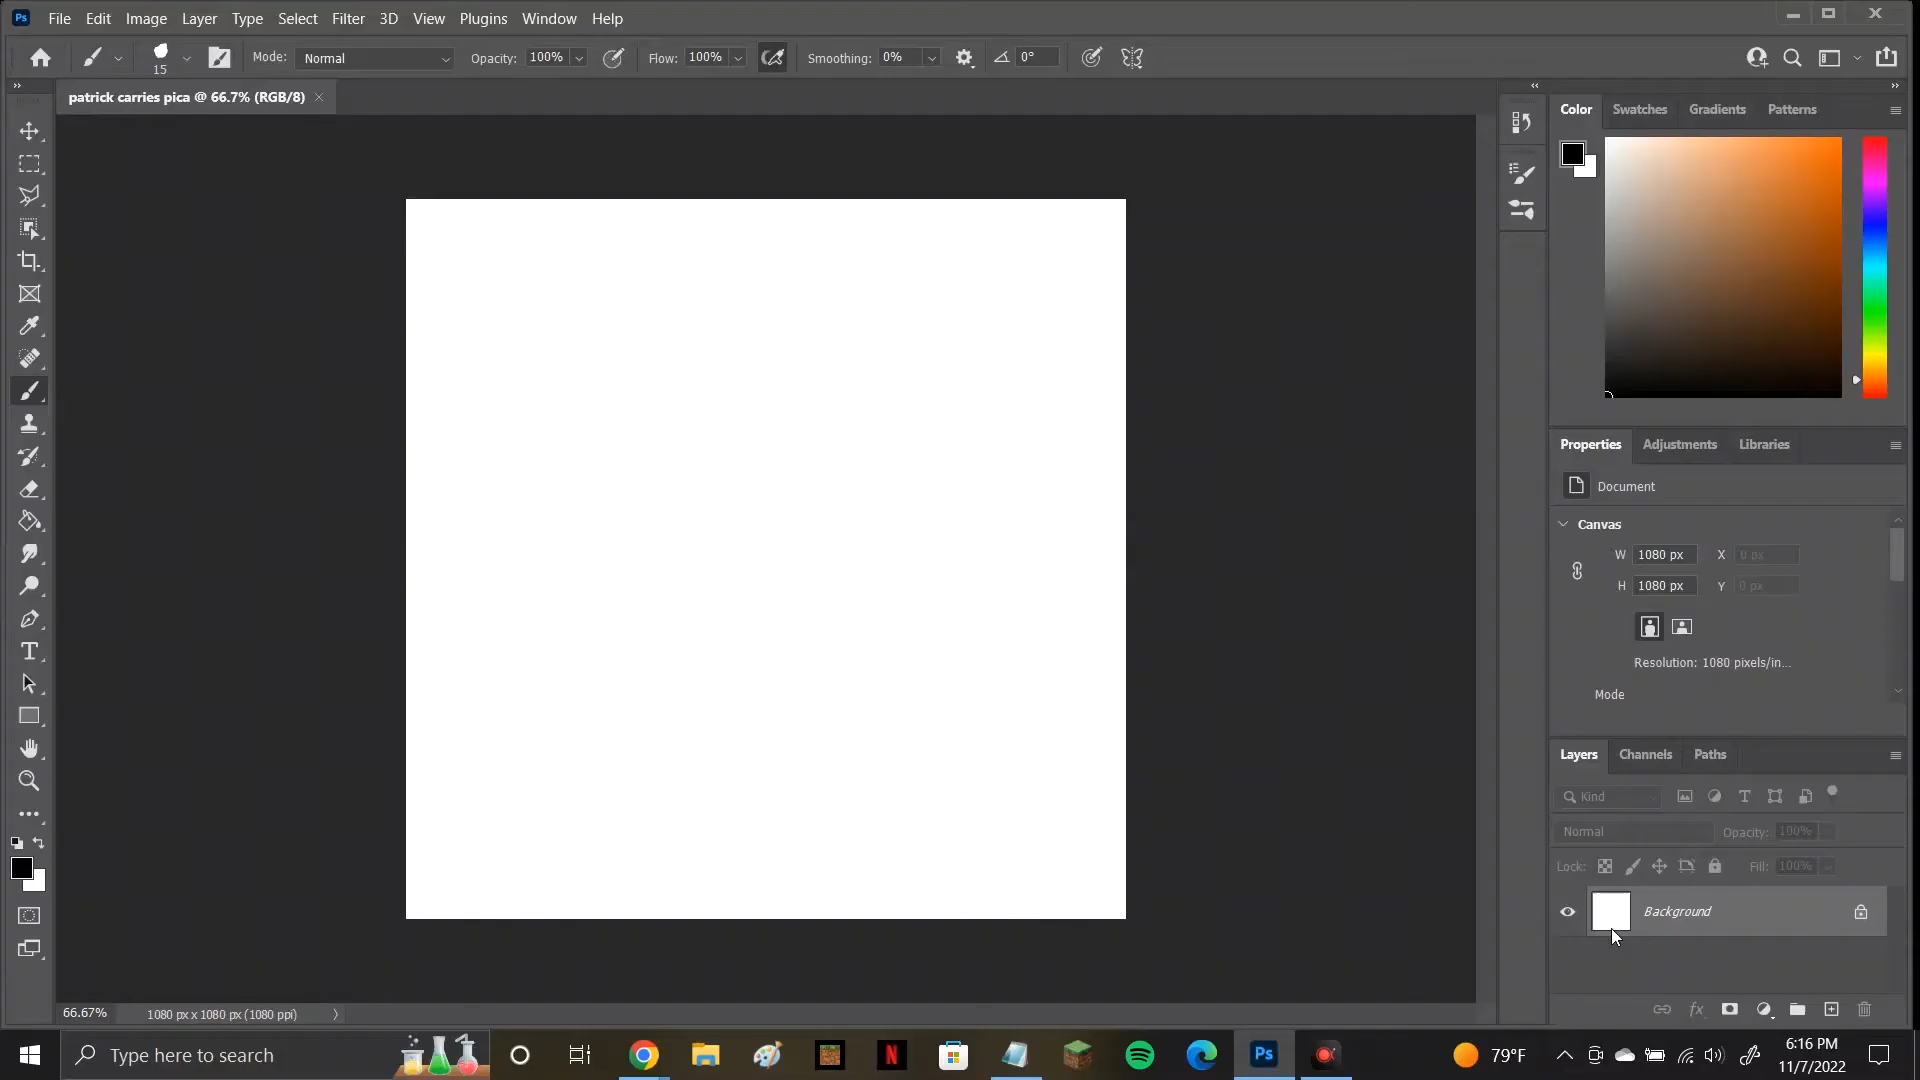 Ps File Edit Image Layer Type Select Filter 3D View Plugins Window Help
15 Mode: Normal Opacity: 100% Flow: 100% Smoothing: 0% 0°
patrick carries pica @ 66.7% (RGB/8)
Color Swatches Gradients Patterns
Properties Adjustments Libraries
Document
Canvas
W 1080 px X 0 px
H 1080 px Y 0 px
Resolution: 1080 pixels/in...
Mode
Layers Channels Paths
Kind
Normal Opacity: 100%
Lock: Fill: 100%
Background
fx
66.67% 1080 px x 1080 px (1080 ppi)
Type here to search
N
Ps
79°F
6:16 PM
11/7/2022